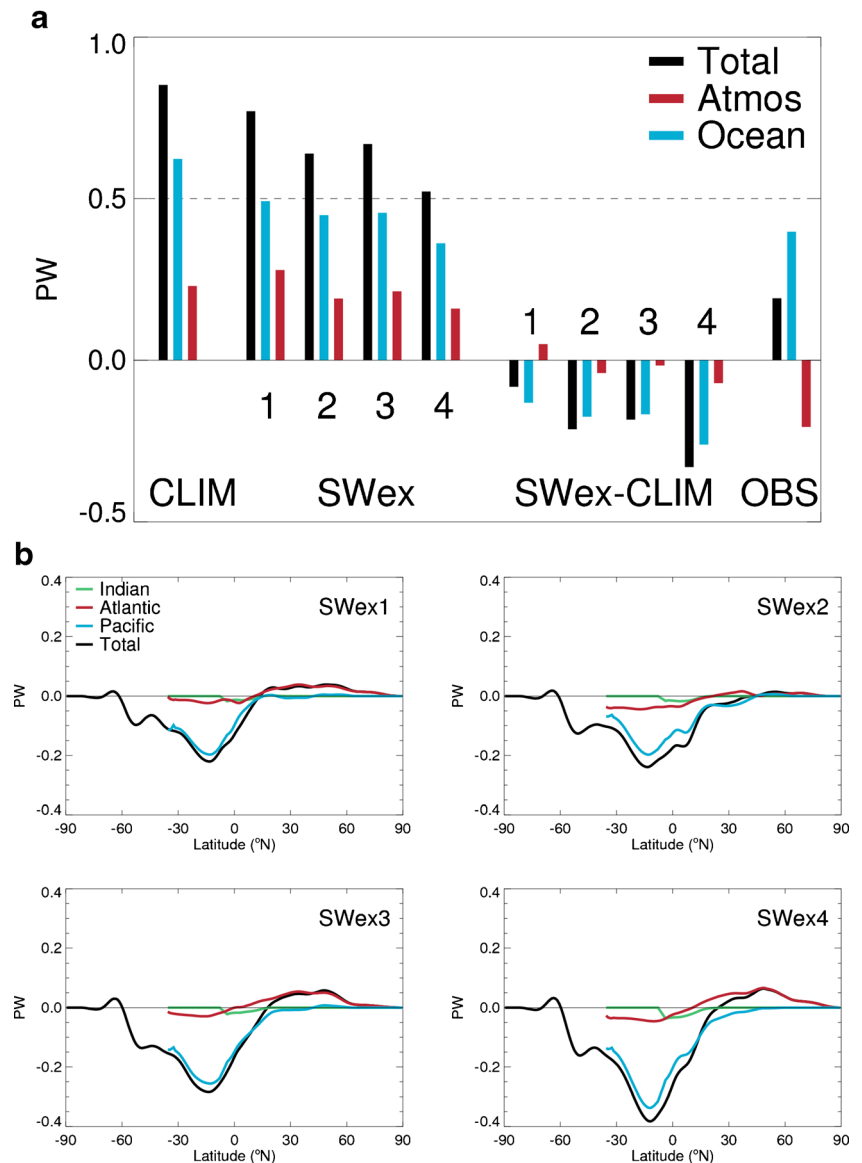 a
1.0
Total
Atmos
Ocean
0.5
PW
0.0
1 2 3 4
1 2 3 4
CLIM SWex SWex-CLIM OBS
-0.5
b
0.4
Indian
Atlantic
Pacific
Total
SWex1
0.2
PW
0.0
-0.2
-0.4
-90 -60 -30 0 30 60 90
Latitude (°N)
0.4
SWex2
0.2
PW
0.0
-0.2
-0.4
-90 -60 -30 0 30 60 90
Latitude (°N)
0.4
SWex3
0.2
PW
0.0
-0.2
-0.4
-90 -60 -30 0 30 60 90
Latitude (°N)
0.4
SWex4
0.2
PW
0.0
-0.2
-0.4
-90 -60 -30 0 30 60 90
Latitude (°N)